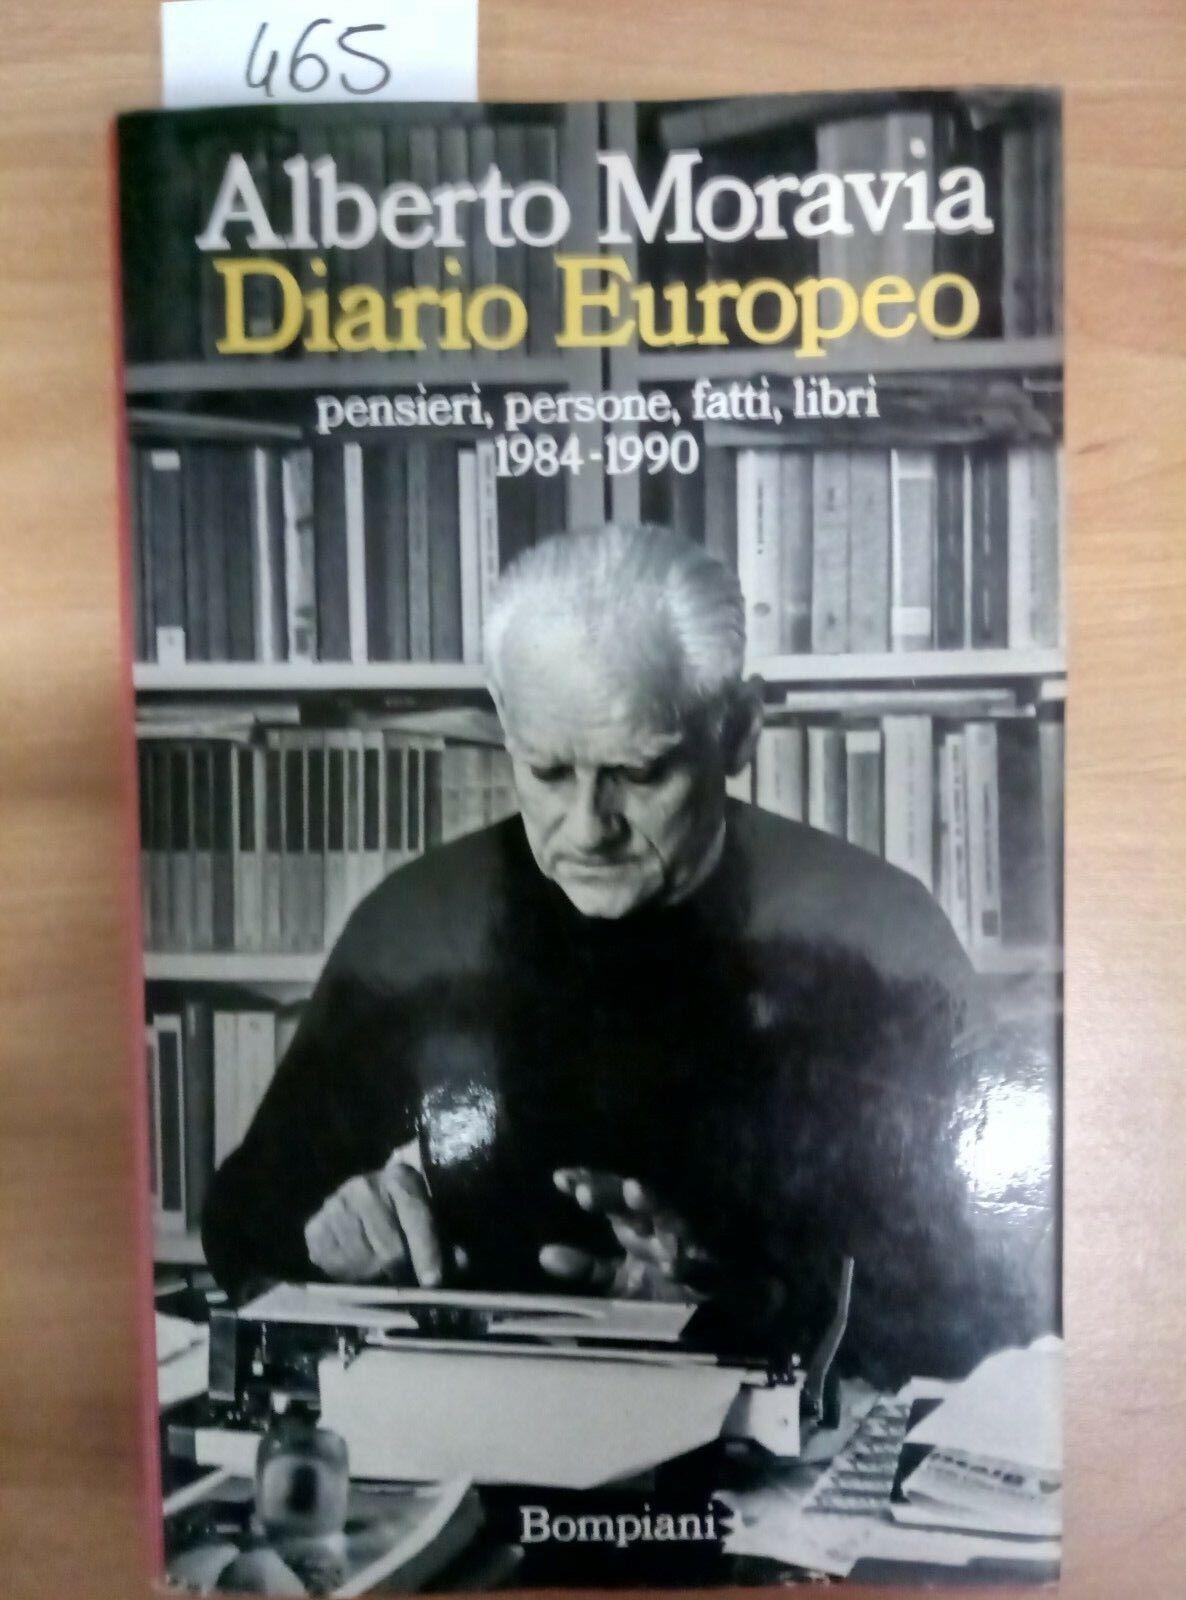 465
Alberto Moravia
Diario Europeo
pensieri, persone, fatti, libri
1984-1990
Bompiani